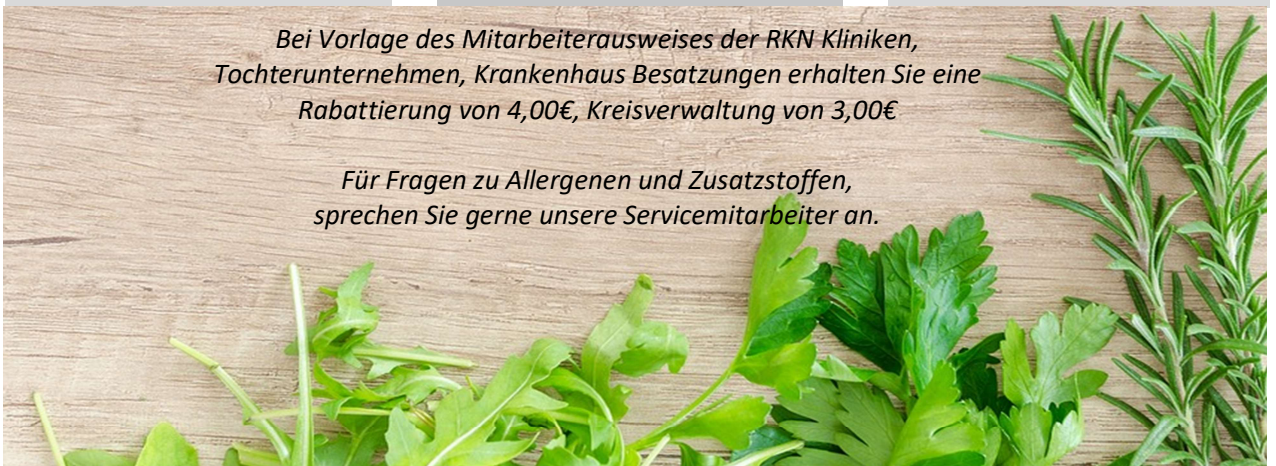 Bei Vorlage des Mitarbeiterausweises der RKN Kliniken,
Tochterunternehmen, Krankenhaus Besatzungen erhalten Sie eine
Rabattierung von 4,00€, Kreisverwaltung von 3,00€
Für Fragen zu Allergenen und Zusatzstoffen,
sprechen Sie gerne unsere Servicemitarbeiter an.